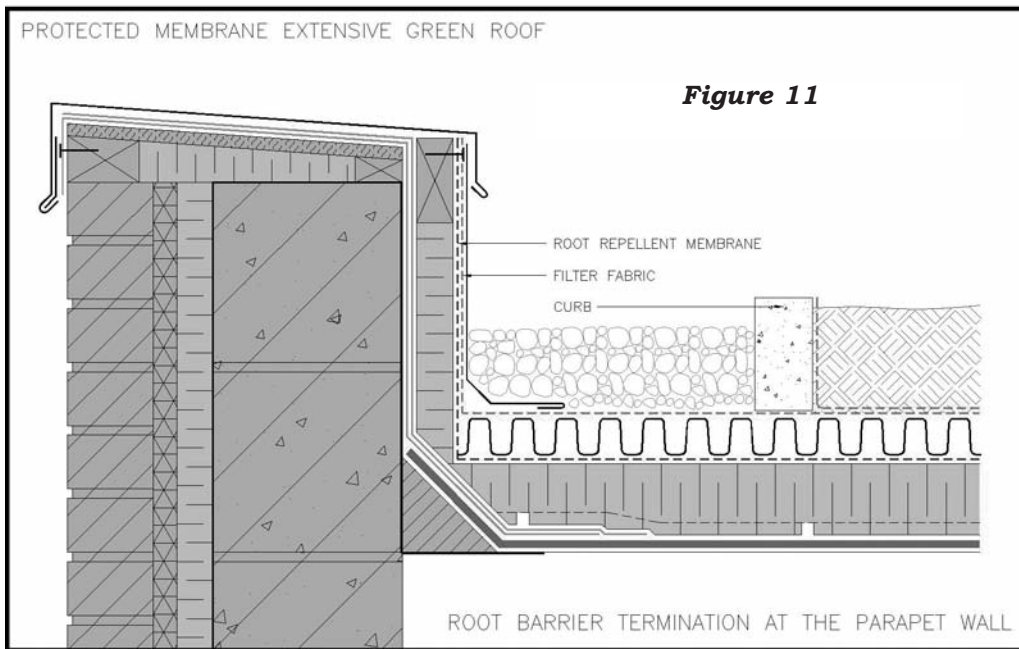 PROTECTED MEMBRANE EXTENSIVE GREEN ROOF
Figure 11
ROOT REPELLENT MEMBRANE
FILTER FABRIC
CURB
ROOT BARRIER TERMINATION AT THE PARAPET WALL